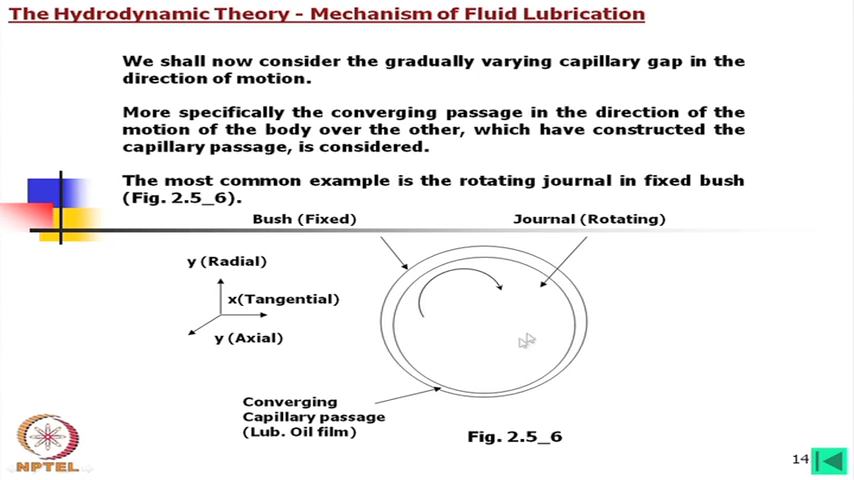 The Hydrodynamic Theory - Mechanism of Fluid Lubrication
We shall now consider the gradually varying capillary gap in the
direction of motion.
More specifically the converging passage in the direction of the
motion of the body over the other, which have constructed the
capillary passage, is considered.
The most common example is the rotating journal in fixed bush
(Fig. 2.5_6).
Bush (Fixed)
Journal (Rotating)
y (Radial)
x(Tangential)
y (Axial)
Converging
Capillary passage
(Lub. Oil film)
Fig. 2.5_6
NPTEL
14